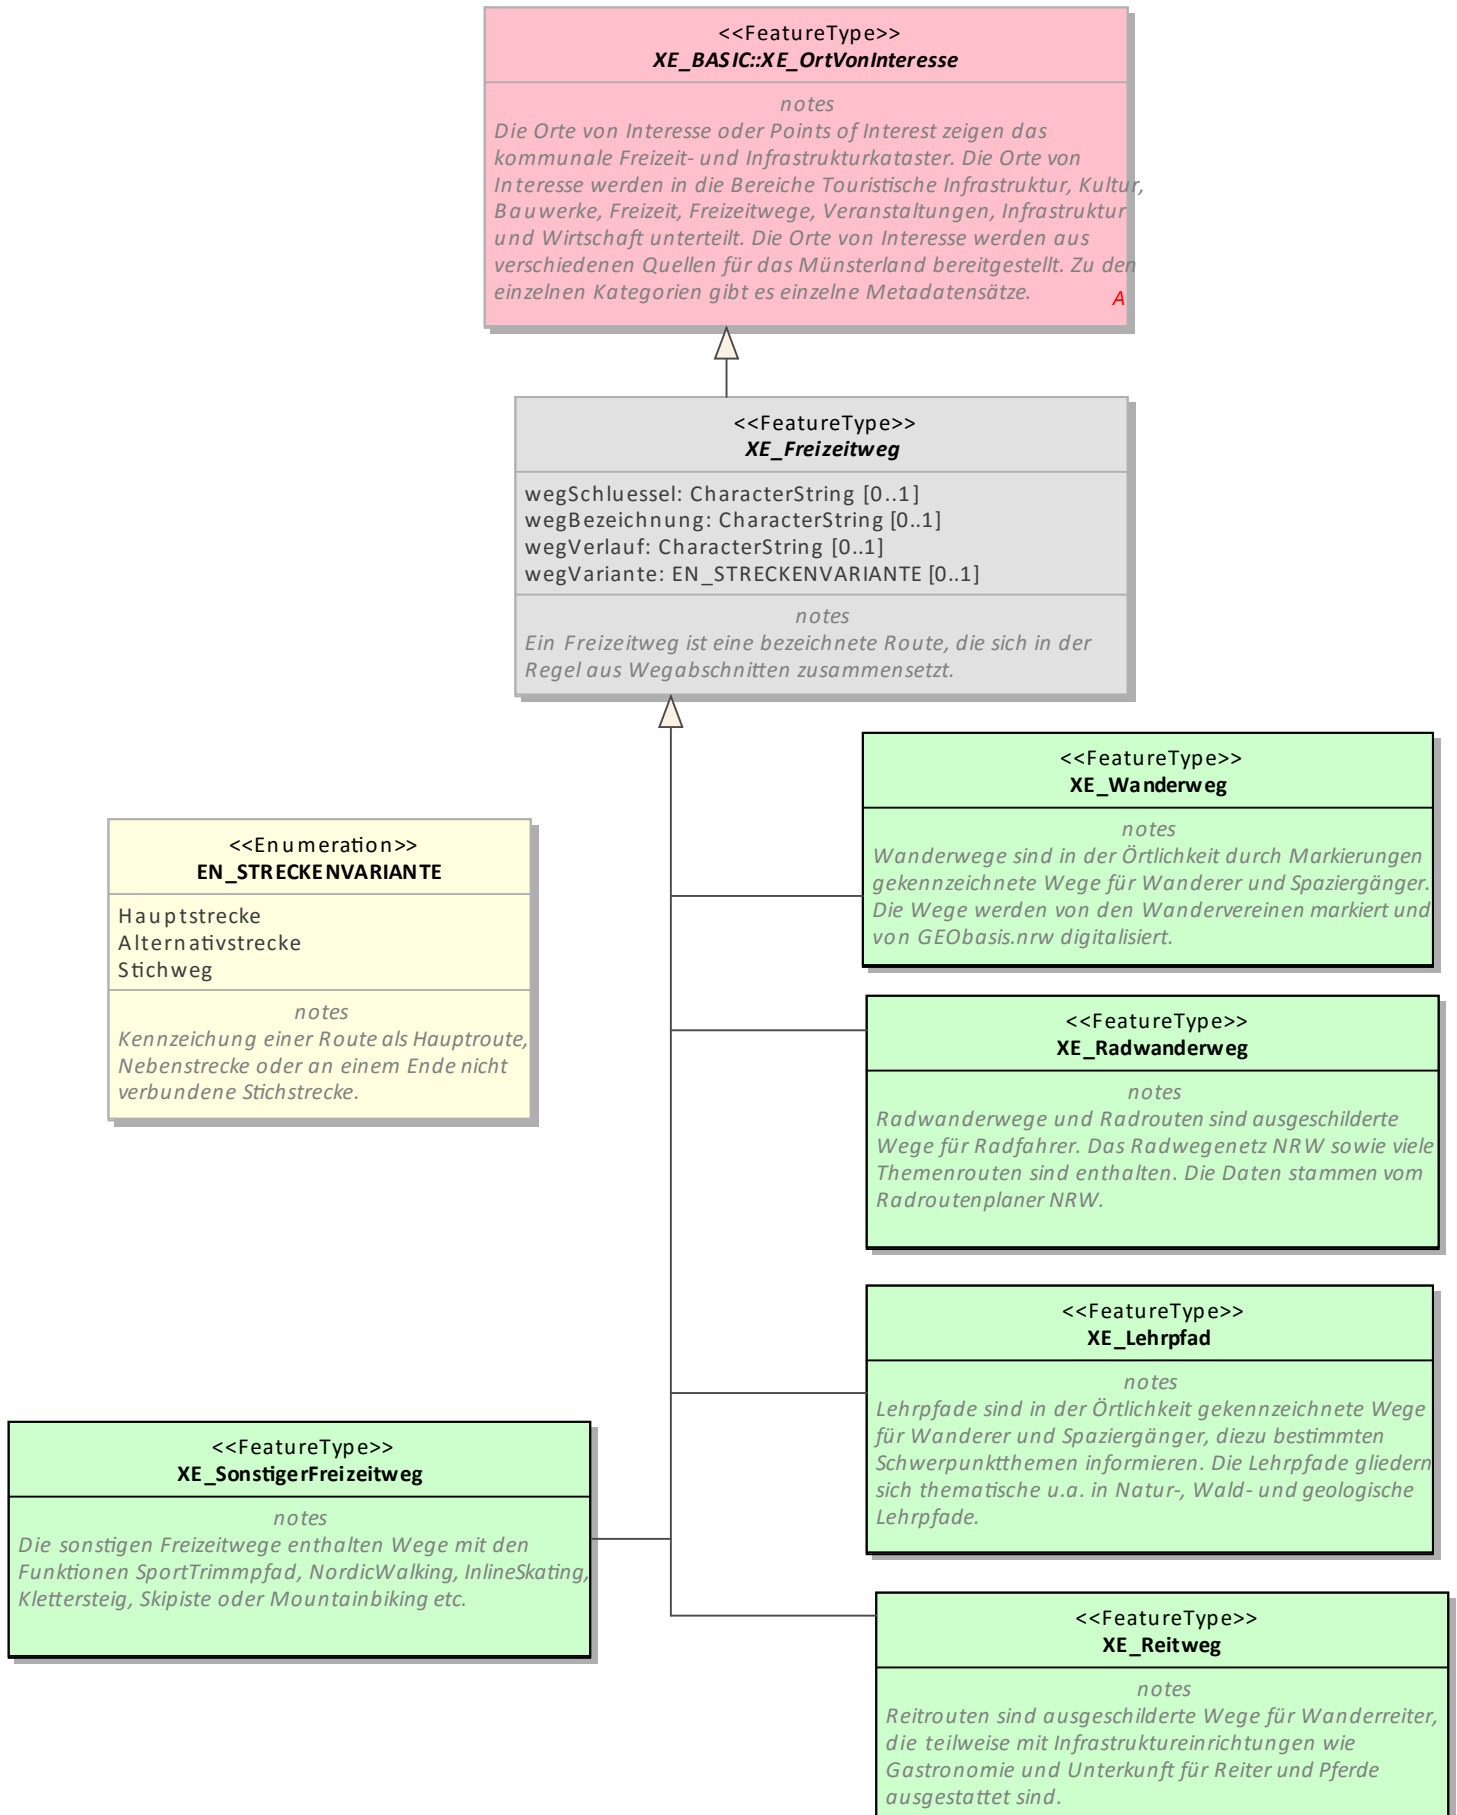 <<FeatureType>>
XE_BASIC::XE_OrtVonInteresse
notes
Die Orte von Interesse oder Points of Interest zeigen das
kommunale Freizeit- und Infrastrukturkataster. Die Orte von
Interesse werden in die Bereiche Touristische Infrastruktur, Kultur,
Bauwerke, Freizeit, Freizeitwege, Veranstaltungen, Infrastruktur
und Wirtschaft unterteilt. Die Orte von Interesse werden aus
verschiedenen Quellen für das Münsterland bereitgestellt. Zu den
einzelnen Kategorien gibt es einzelne Metadatensätze.
A
<<FeatureType>>
XE_Freizeitweg
wegSchluessel: CharacterString [0..1]
wegBezeichnung: CharacterString [0..1]
wegVerlauf: CharacterString [0..1]
wegVariante: EN_STRECKENVARIANTE [0..1]
notes
Ein Freizeitweg ist eine bezeichnete Route, die sich in der
Regel aus Wegabschnitten zusammensetzt.
<<FeatureType>>
XE_Wanderweg
notes
Wanderwege sind in der Örtlichkeit durch Markierungen
gekennzeichnete Wege für Wanderer und Spaziergänger.
Die Wege werden von den Wandervereinen markiert und
von GEObasis.nrw digitalisiert.
<<Enumeration>>
EN_STRECKENVARIANTE
Hauptstrecke
Alternativstrecke
Stichweg
notes
Kennzeichung einer Route als Hauptroute,
Nebenstrecke oder an einem Ende nicht
verbundene Stichstrecke.
<<FeatureType>>
XE_Radwanderweg
notes
Radwanderwege und Radrouten sind ausgeschilderte
Wege für Radfahrer. Das Radwegenetz NRW sowie viele
Themenrouten sind enthalten. Die Daten stammen vom
Radroutenplaner NRW.
<<FeatureType>>
XE_Lehrpfad
notes
Lehrpfade sind in der Örtlichkeit gekennzeichnete Wege
für Wanderer und Spaziergänger, diezu bestimmten
Schwerpunktthemen informieren. Die Lehrpfade gliedern
sich thematische u.a. in Natur-, Wald- und geologische
Lehrpfade.
<<FeatureType>>
XE_SonstigerFreizeitweg
notes
Die sonstigen Freizeitwege enthalten Wege mit den
Funktionen SportTrimmpfad, NordicWalking, InlineSkating,
Klettersteig, Skipiste oder Mountainbiking etc.
<<FeatureType>>
XE_Reitweg
notes
Reitrouten sind ausgeschilderte Wege für Wanderreiter,
die teilweise mit Infrastruktureinrichtungen wie
Gastronomie und Unterkunft für Reiter und Pferde
ausgestattet sind.